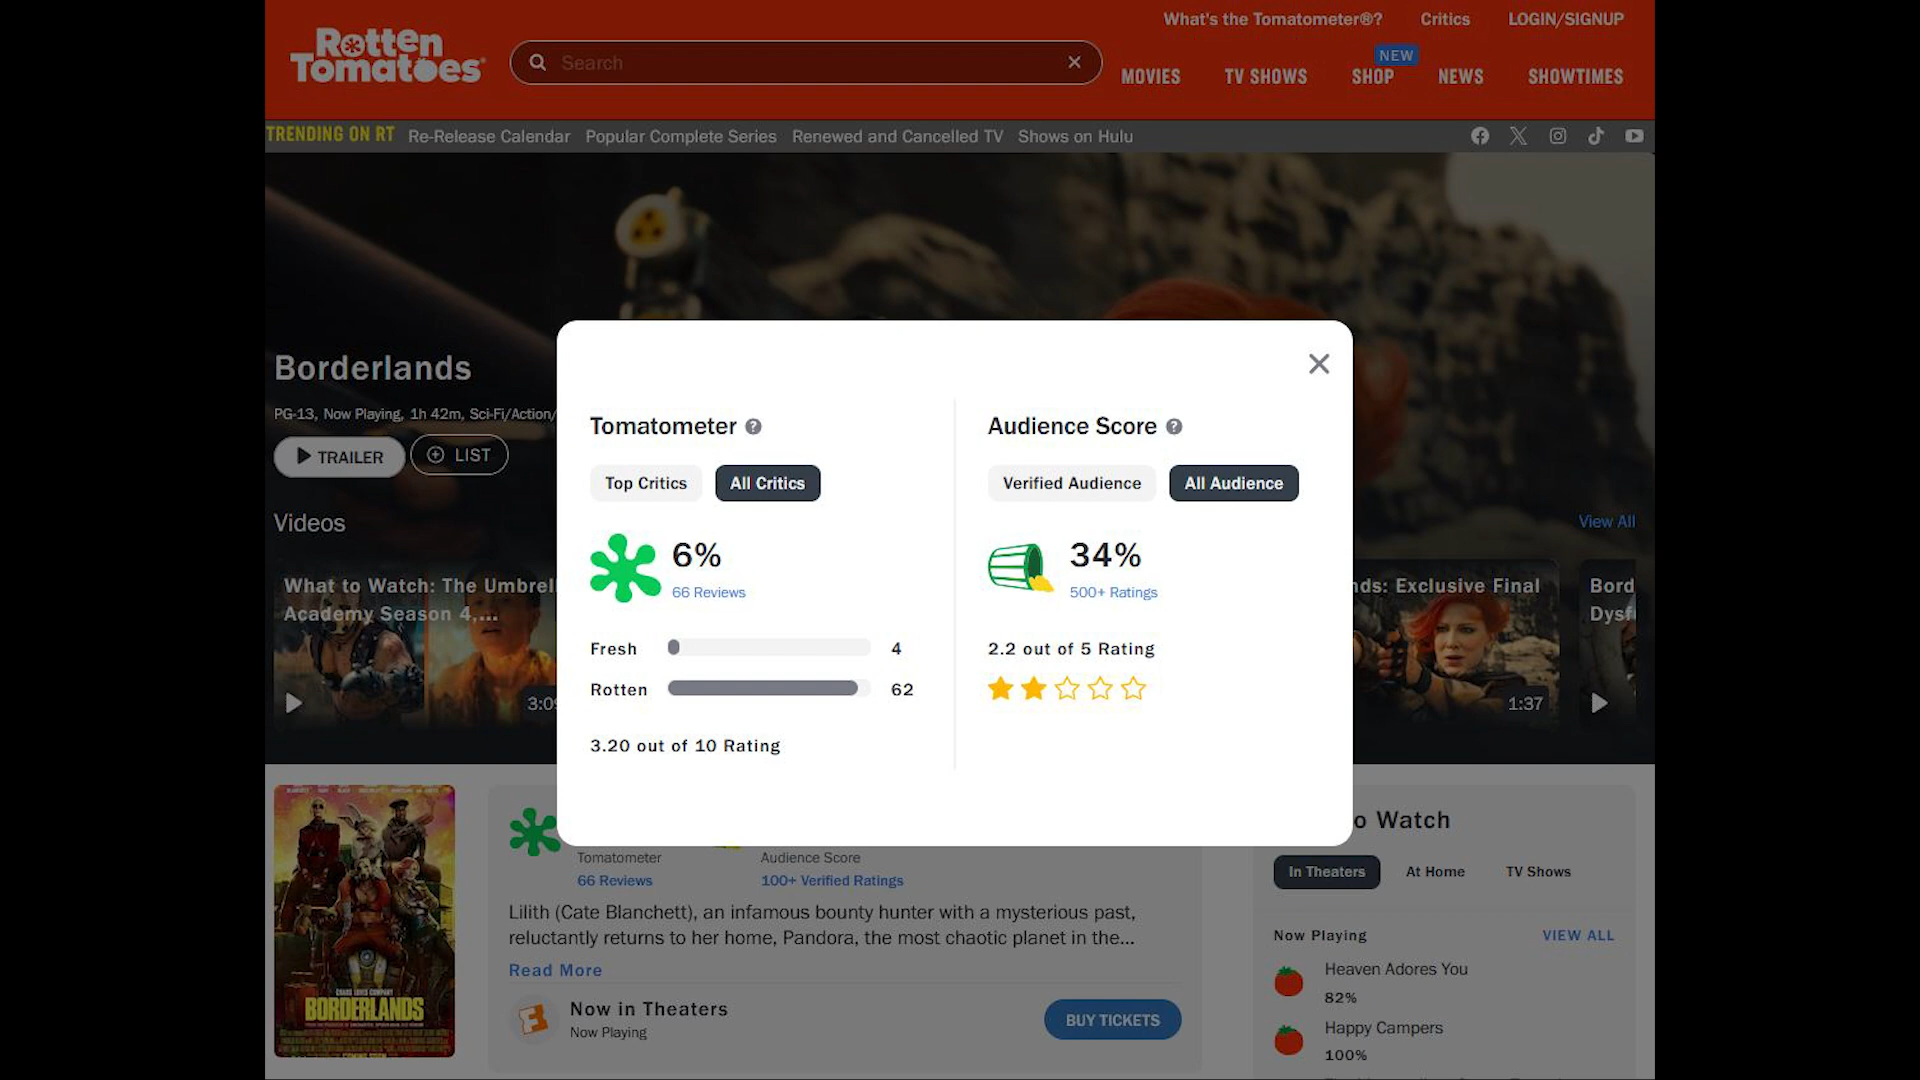 What's the Tomatometer®?
Critics
LOGIN/SIGNUP
Rotten
Tomatoes
Search
MOVIES
TV SHOWS
NEW
SHOP
NEWS
SHOWTIMES
TRENDING ON RT
Re-Release Calendar
Popular Complete Series
Renewed and Cancelled TV
Shows on Hulu
Borderlands
PG-13, Now Playing, 1h 42m, Sci-Fi/Action/
TRAILER
LIST
Videos
View All
What to Watch: The Umbrel
Academy Season 4,...
3:09
nds: Exclusive Final
1:37
Bord
Dysf
Tomatometer
Top Critics
All Critics
6%
66 Reviews
Fresh
4
Rotten
62
3.20 out of 10 Rating
Audience Score
Verified Audience
All Audience
34%
500+ Ratings
2.2 out of 5 Rating
CHAOS LOVES COMPANY
BORDERLANDS
COMING SOON
Tomatometer
66 Reviews
Audience Score
100+ Verified Ratings
Lilith (Cate Blanchett), an infamous bounty hunter with a mysterious past,
reluctantly returns to her home, Pandora, the most chaotic planet in the...
Read More
Now in Theaters
Now Playing
BUY TICKETS
o Watch
In Theaters
At Home
TV Shows
Now Playing
VIEW ALL
Heaven Adores You
82%
Happy Campers
100%